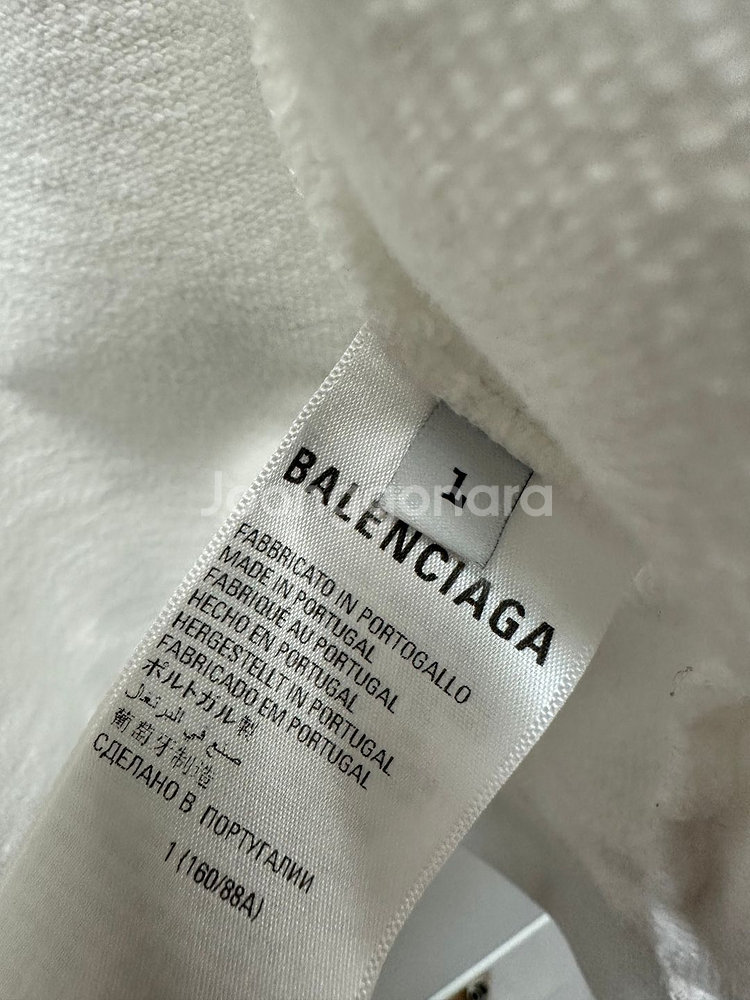 1
BALENCIAGA
FABBRICATO IN PORTOGALLO
MADE IN PORTUGAL
FABRIQUÉ AU PORTUGAL
HECHO EN PORTUGAL
HERGESTELLT IN PORTUGAL
FABRICADO EM PORTUGAL
ポルトガル製
صنع في البرتغال
葡萄牙制造
СДЕЛАНО В ПОРТУГАЛИИ
1 (160/88A)